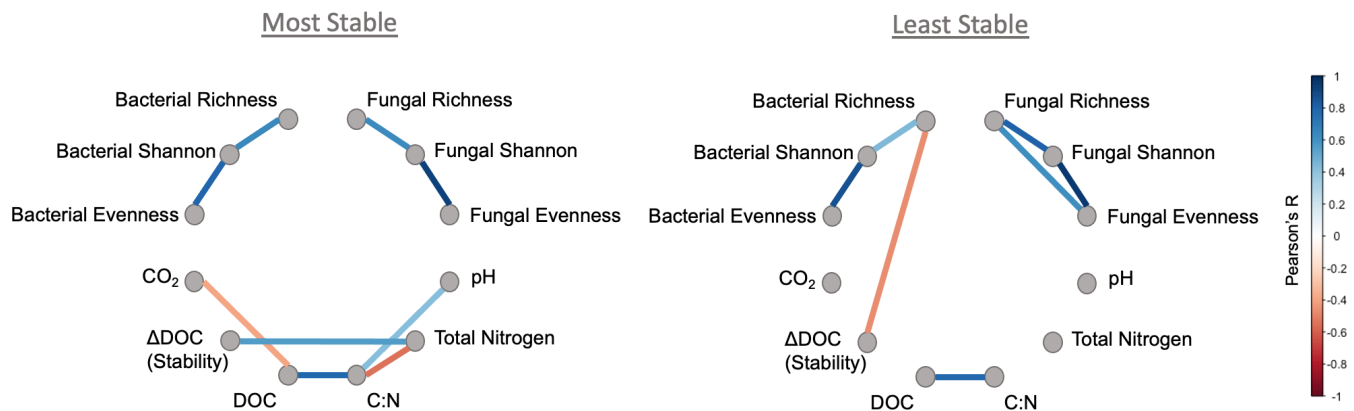 Most Stable
Bacterial Richness
Fungal Richness
Bacterial Shannon
Fungal Shannon
Bacterial Evenness
Fungal Evenness
CO₂
pH
ΔDOC
(Stability)
Total Nitrogen
DOC
C:N
Least Stable
Bacterial Richness
Fungal Richness
Bacterial Shannon
Fungal Shannon
Bacterial Evenness
Fungal Evenness
CO₂
pH
ΔDOC
(Stability)
Total Nitrogen
DOC
C:N
Pearson's R
1
0.8
0.6
0.4
0.2
0
-0.2
-0.4
-0.6
-0.8
-1